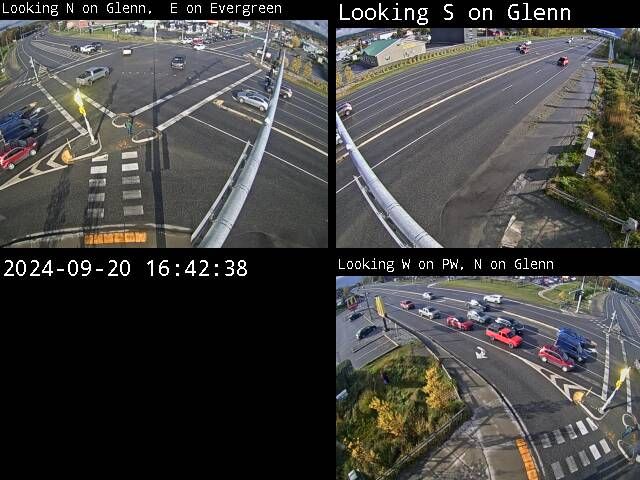 Looking N on Glenn,  E on Evergreen
Looking S on Glenn
2024-09-20 16:42:38
Looking W on PW, N on Glenn